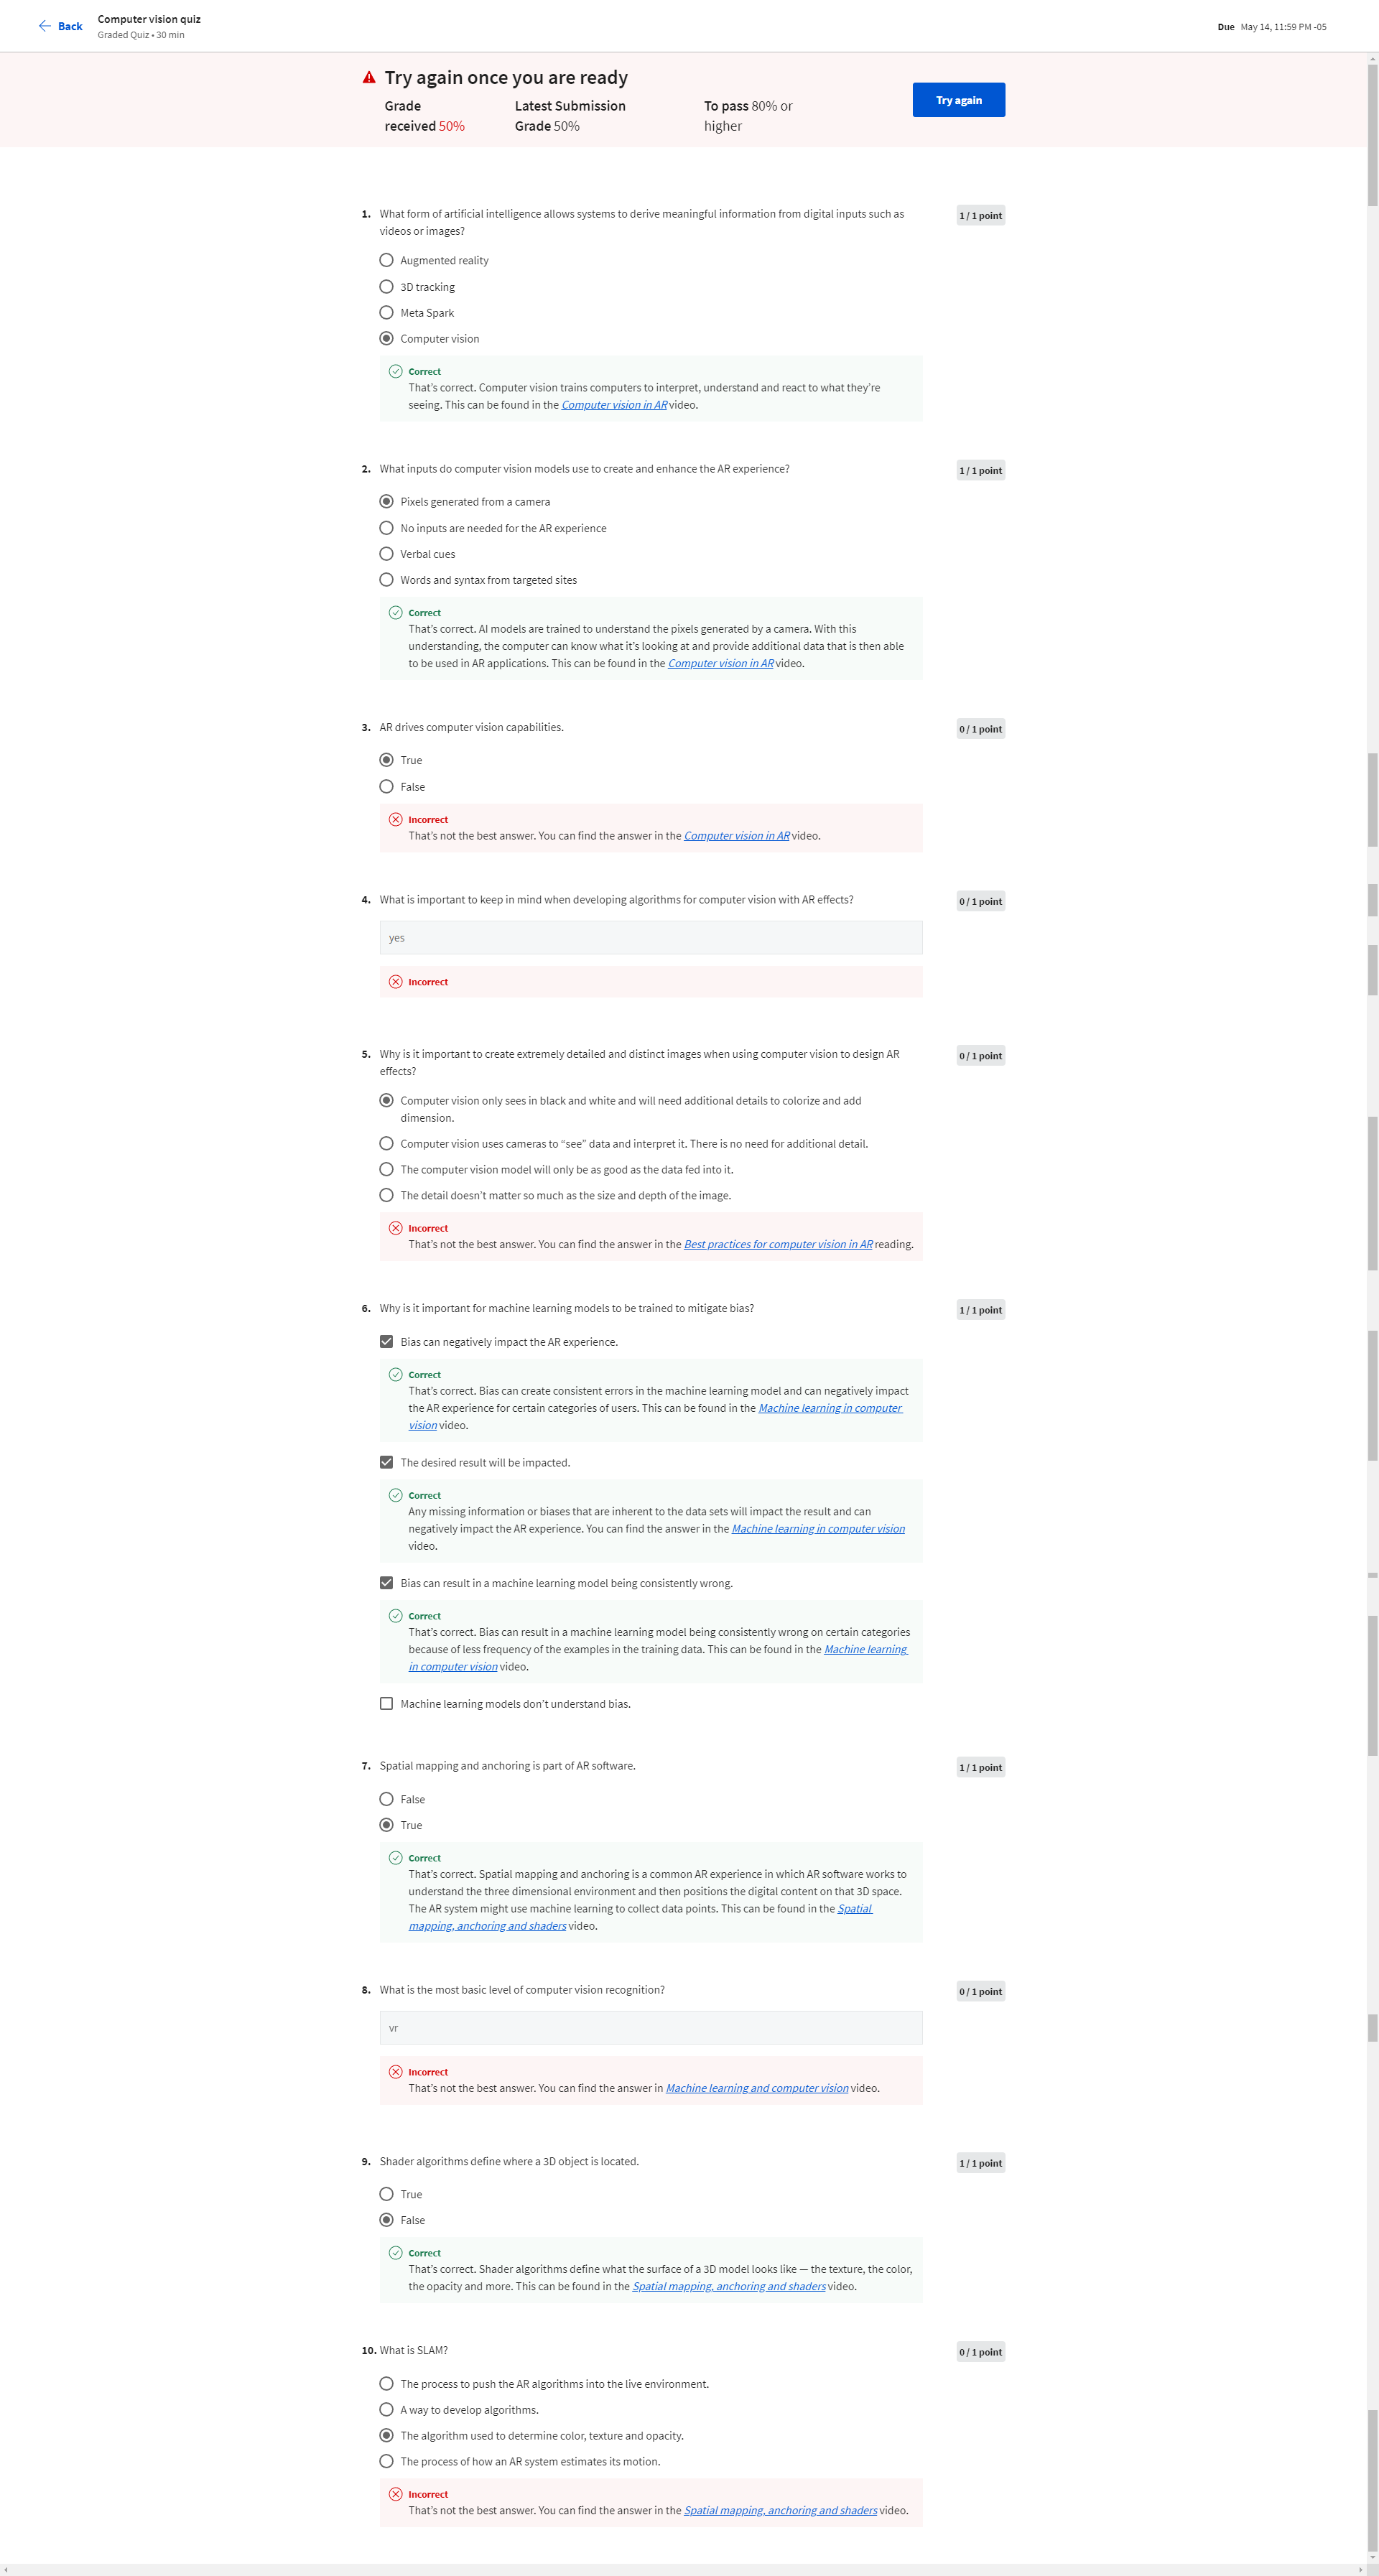 Back
Computer vision quiz
Graded Quiz • 30 min
Due May 14, 11:59 PM -05
Try again once you are ready
Grade
received 50%
Latest Submission
Grade 50%
To pass 80% or
higher
Try again
1. What form of artificial intelligence allows systems to derive meaningful information from digital inputs such as
videos or images?
1 / 1 point
Augmented reality
3D tracking
Meta Spark
Computer vision
Correct
That’s correct. Computer vision trains computers to interpret, understand and react to what they’re
seeing. This can be found in the Computer vision in AR video.
2. What inputs do computer vision models use to create and enhance the AR experience?
1 / 1 point
Pixels generated from a camera
No inputs are needed for the AR experience
Verbal cues
Words and syntax from targeted sites
Correct
That’s correct. AI models are trained to understand the pixels generated by a camera. With this
understanding, the computer can know what it’s looking at and provide additional data that is then able
to be used in AR applications. This can be found in the Computer vision in AR video.
3. AR drives computer vision capabilities.
0 / 1 point
True
False
Incorrect
That’s not the best answer. You can find the answer in the Computer vision in AR video.
4. What is important to keep in mind when developing algorithms for computer vision with AR effects?
0 / 1 point
yes
Incorrect
5. Why is it important to create extremely detailed and distinct images when using computer vision to design AR
effects?
0 / 1 point
Computer vision only sees in black and white and will need additional details to colorize and add
dimension.
Computer vision uses cameras to “see” data and interpret it. There is no need for additional detail.
The computer vision model will only be as good as the data fed into it.
The detail doesn’t matter so much as the size and depth of the image.
Incorrect
That’s not the best answer. You can find the answer in the Best practices for computer vision in AR reading.
6. Why is it important for machine learning models to be trained to mitigate bias?
1 / 1 point
Bias can negatively impact the AR experience.
Correct
That’s correct. Bias can create consistent errors in the machine learning model and can negatively impact
the AR experience for certain categories of users. This can be found in the Machine learning in computer
vision video.
The desired result will be impacted.
Correct
Any missing information or biases that are inherent to the data sets will impact the result and can
negatively impact the AR experience. You can find the answer in the Machine learning in computer vision
video.
Bias can result in a machine learning model being consistently wrong.
Correct
That’s correct. Bias can result in a machine learning model being consistently wrong on certain categories
because of less frequency of the examples in the training data. This can be found in the Machine learning
in computer vision video.
Machine learning models don’t understand bias.
7. Spatial mapping and anchoring is part of AR software.
1 / 1 point
False
True
Correct
That’s correct. Spatial mapping and anchoring is a common AR experience in which AR software works to
understand the three dimensional environment and then positions the digital content on that 3D space.
The AR system might use machine learning to collect data points. This can be found in the Spatial
mapping, anchoring and shaders video.
8. What is the most basic level of computer vision recognition?
0 / 1 point
vr
Incorrect
That’s not the best answer. You can find the answer in Machine learning and computer vision video.
9. Shader algorithms define where a 3D object is located.
1 / 1 point
True
False
Correct
That’s correct. Shader algorithms define what the surface of a 3D model looks like — the texture, the color,
the opacity and more. This can be found in the Spatial mapping, anchoring and shaders video.
10. What is SLAM?
0 / 1 point
The process to push the AR algorithms into the live environment.
A way to develop algorithms.
The algorithm used to determine color, texture and opacity.
The process of how an AR system estimates its motion.
Incorrect
That’s not the best answer. You can find the answer in the Spatial mapping, anchoring and shaders video.